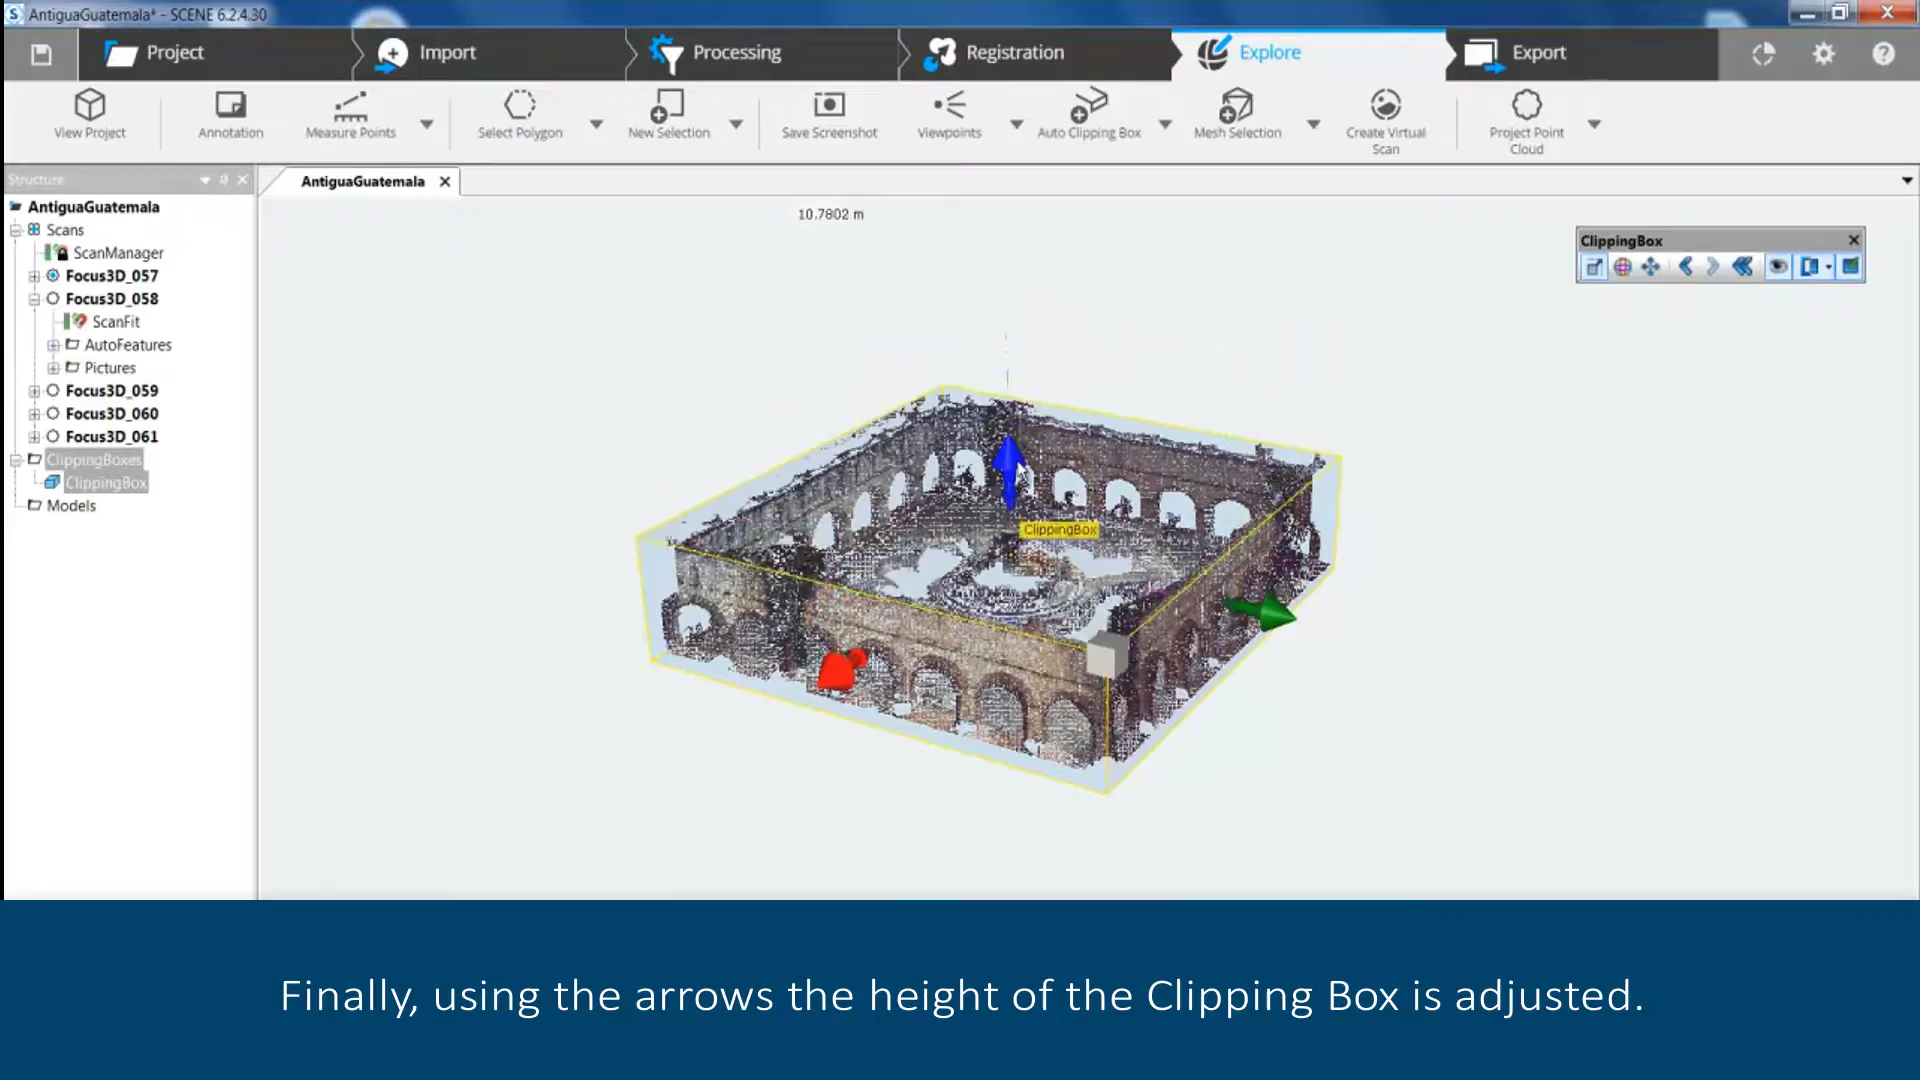 AntiguaGuatemala* - SCENE 6.2.4.30
Project
Import
Processing
Registration
Explore
Export
View Project
Annotation
Measure Points
Select Polygon
New Selection
Save Screenshot
Viewpoints
Auto Clipping Box
Mesh Selection
Create Virtual
Scan
Project Point
Cloud
Structure
AntiguaGuatemala
AntiguaGuatemala
Scans
ScanManager
Focus3D_057
Focus3D_058
ScanFit
AutoFeatures
Pictures
Focus3D_059
Focus3D_060
Focus3D_061
ClippingBoxes
ClippingBox
Models
10.7802 m
ClippingBox
ClippingBox
Finally, using the arrows the height of the Clipping Box is adjusted.